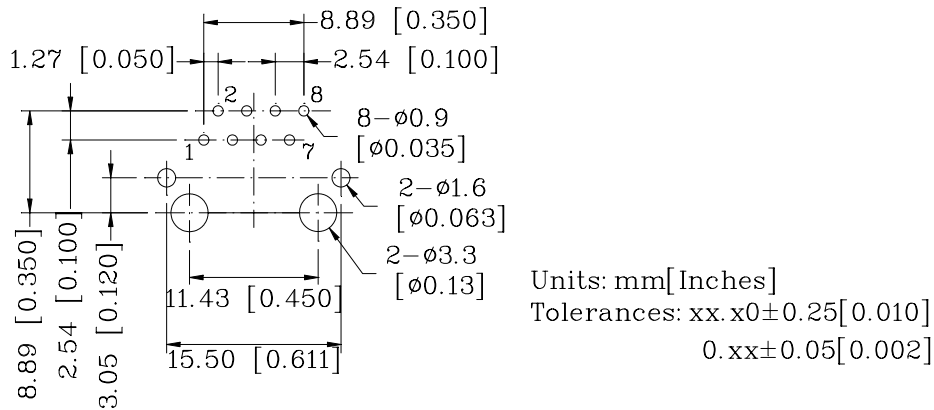 8.89 [0.350]
1.27 [0.050]
2.54 [0.100]
2
8
8-ø0.9
[ø0.035]
1
7
2-ø1.6
[ø0.063]
2-ø3.3
[ø0.13]
8.89 [0.350]
2.54 [0.100]
3.05 [0.120]
11.43 [0.450]
15.50 [0.611]
Units: mm[Inches]
Tolerances: xx.x0±0.25[0.010]
0.xx±0.05[0.002]